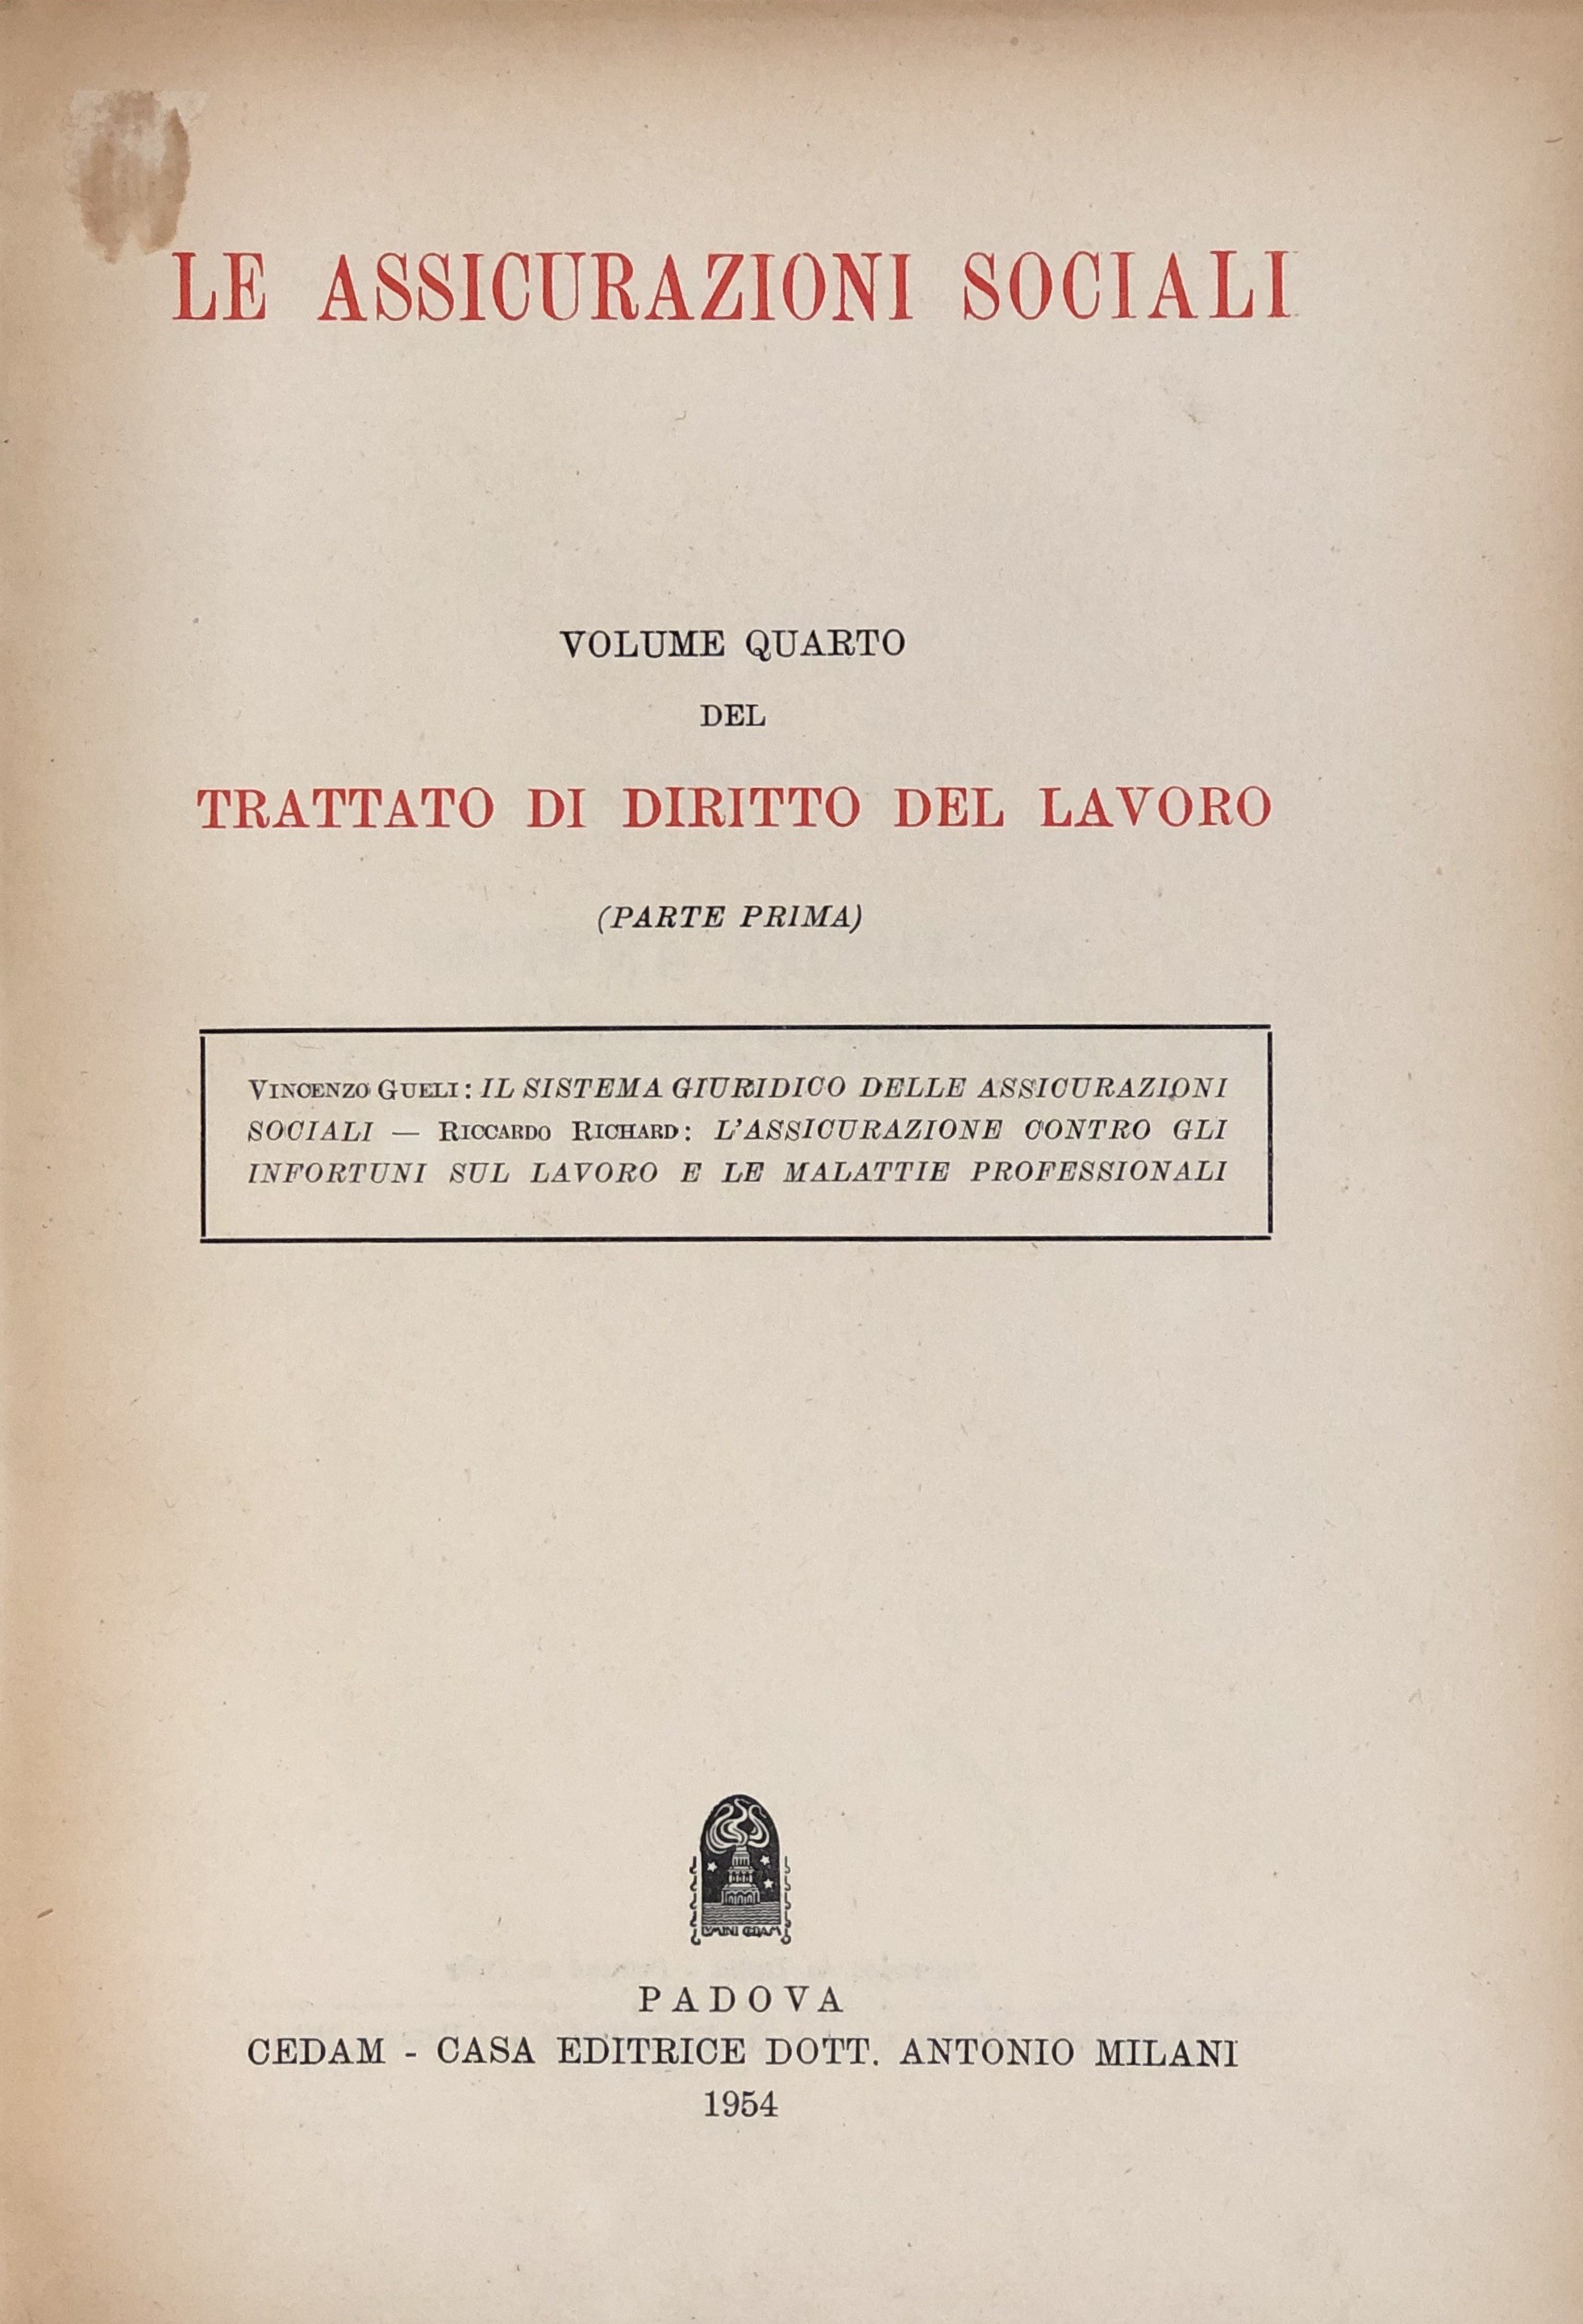 LE ASSICURAZIONI SOCIALI
VOLUME QUARTO
DEL
TRATTATO DI DIRITTO DEL LAVORO
(PARTE PRIMA)
VINCENZO GUELI: IL SISTEMA GIURIDICO DELLE ASSICURAZIONI
SOCIALI — RICCARDO RICHARD: L'ASSICURAZIONE CONTRO GLI
INFORTUNI SUL LAVORO E LE MALATTIE PROFESSIONALI
LVMINI CEDAM
PADOVA
CEDAM - CASA EDITRICE DOTT. ANTONIO MILANI
1954